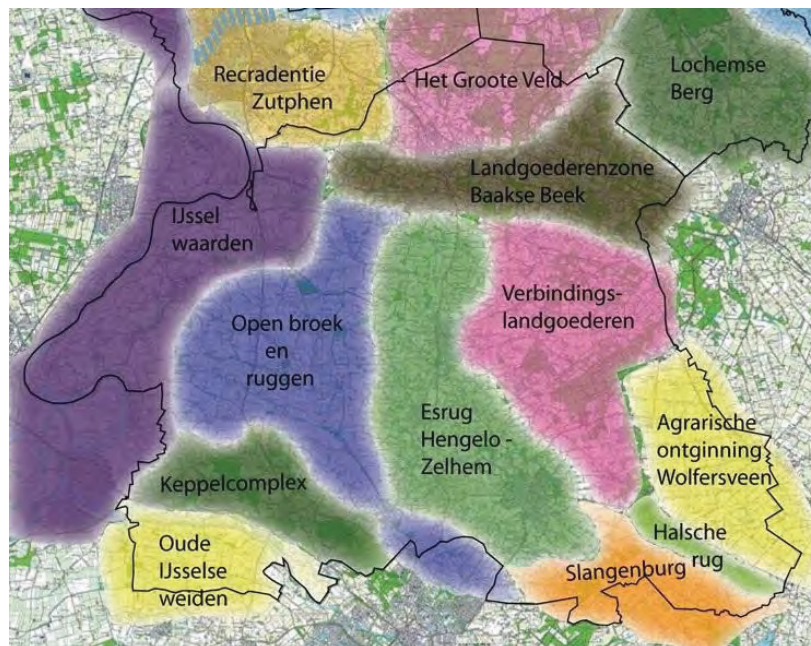 Recradentie
Zutphen
Het Groote Veld
Lochemse
Berg
Landgoederenzone
Baakse Beek
IJssel
waarden
Verbindings-
landgoederen
Open broek
en
ruggen
Esrug
Hengelo -
Zelhem
Agrarische
ontginning
Wolfersveen
Keppelcomplex
Oude
IJsselse
weiden
Halsche
rug
Slangenburg